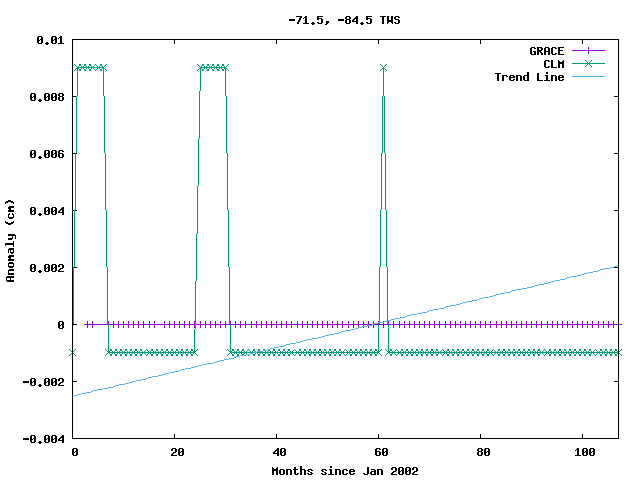 -71.5, -84.5 TWS
GRACE
CLM
Trend Line
0.01
0.008
0.006
0.004
0.002
0
-0.002
-0.004
Anomaly (cm)
0 20 40 60 80 100
Months since Jan 2002